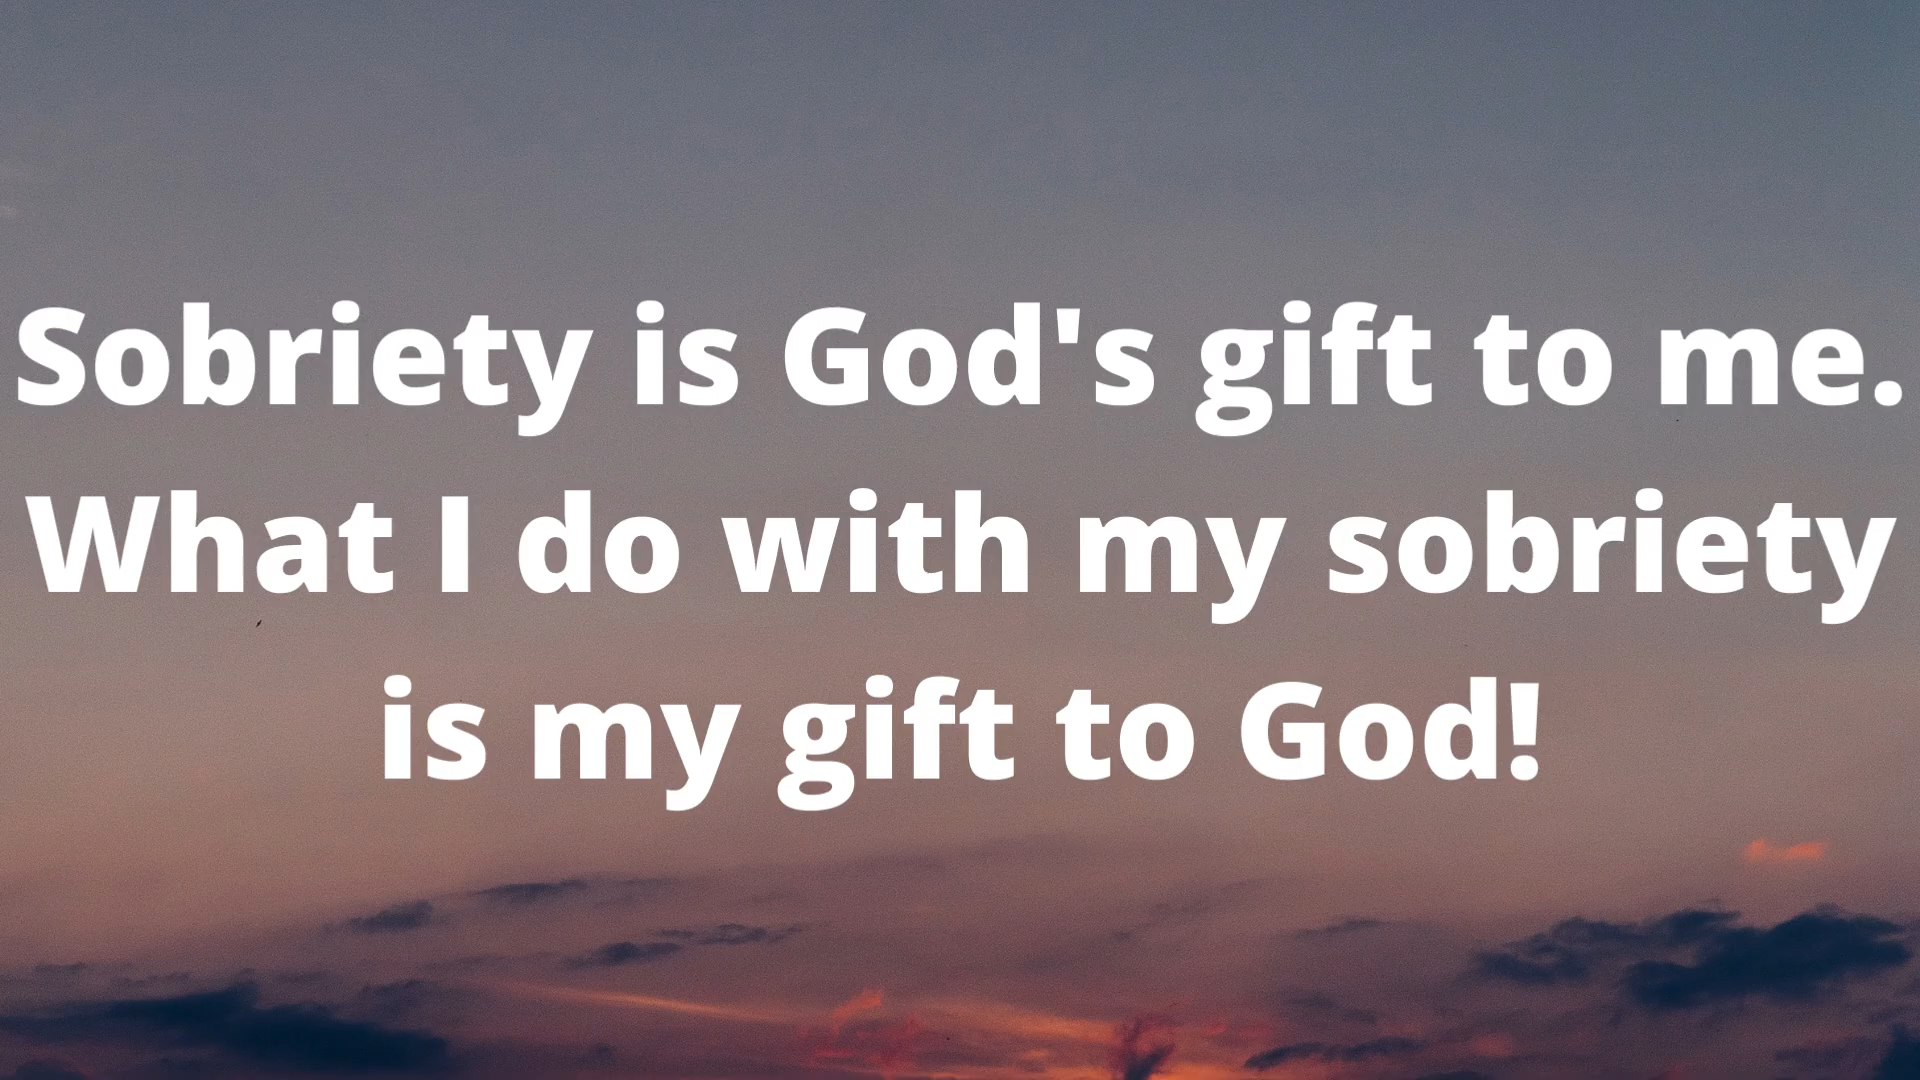 Sobriety is God's gift to me.
What I do with my sobriety
is my gift to God!